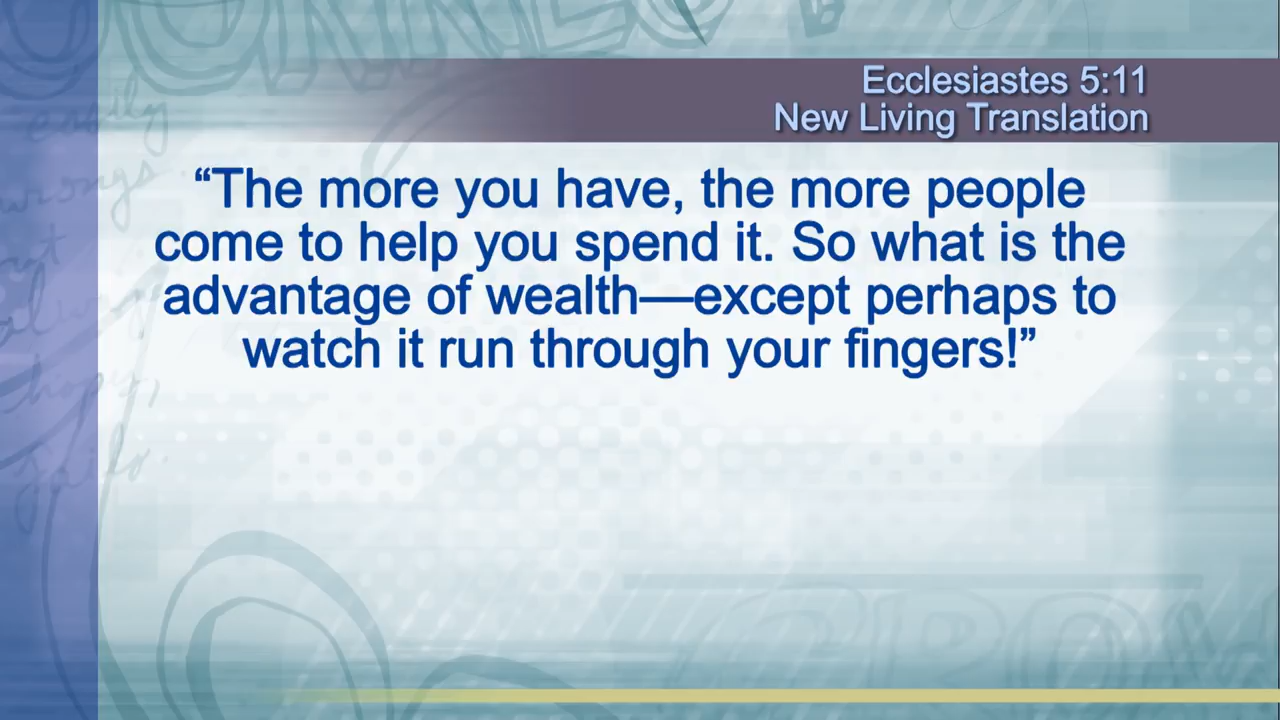 Ecclesiastes 5:11
New Living Translation
“The more you have, the more people
come to help you spend it. So what is the
advantage of wealth—except perhaps to
watch it run through your fingers!”